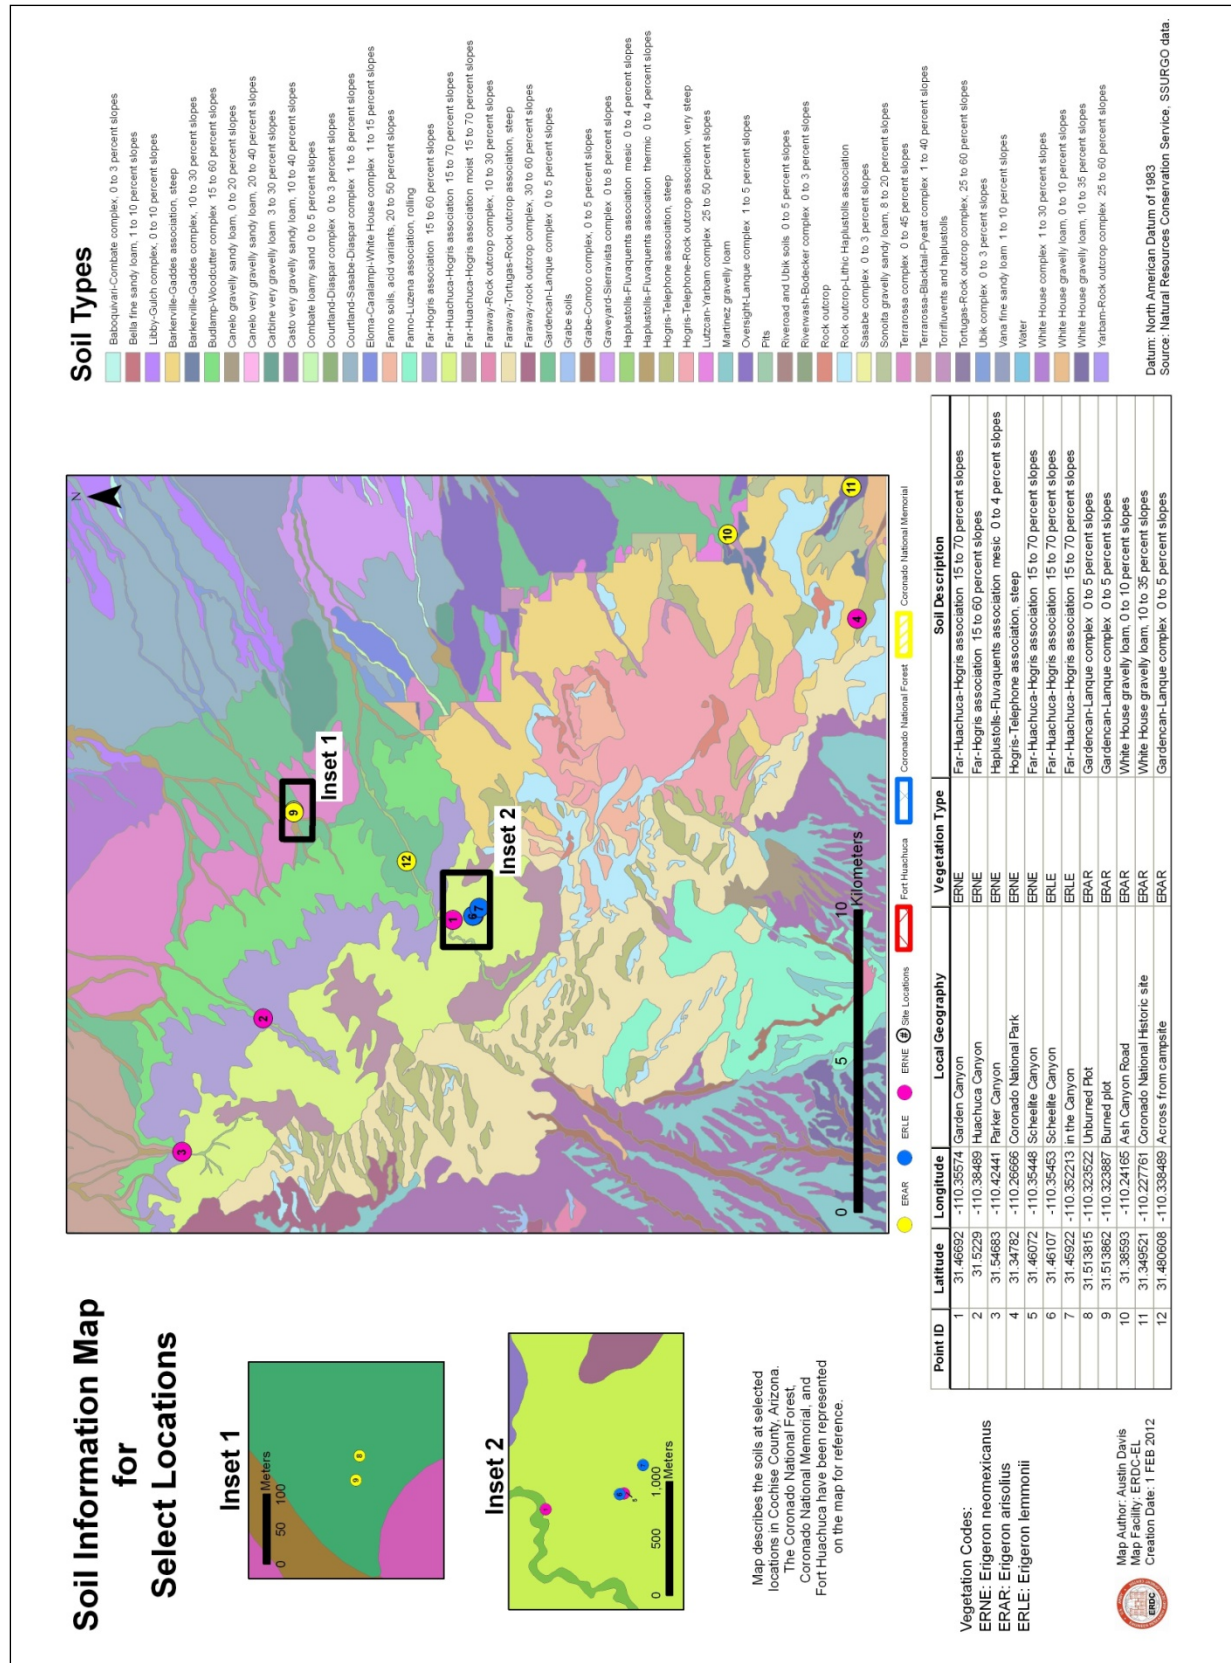 Soil Information Map
for
Select Locations
Inset 1
0 50 100
Meters
9
8
Inset 2
0 500 1,000
Meters
1
6
5
7
Map describes the soils at selected
locations in Cochise County, Arizona.
The Coronado National Forest,
Coronado National Memorial, and
Fort Huachuca have been represented
on the map for reference.
N
3
2
9
Inset 1
12
1
6
7
Inset 2
10
11
4
0 5 10
Kilometers
ERAR
ERLE
ERNE
# Site Locations
Fort Huachuca
Coronado National Forest
Coronado National Memorial
Soil Types
Baboquivari-Combate complex, 0 to 3 percent slopes
Bella fine sandy loam, 1 to 10 percent slopes
Libby-Gulch complex, 0 to 10 percent slopes
Barkerville-Gaddes association, steep
Barkerville-Gaddes complex, 10 to 30 percent slopes
Budlamp-Woodcutter complex 15 to 60 percent slopes
Canelo gravelly sandy loam, 0 to 20 percent slopes
Canelo very gravelly sandy loam, 20 to 40 percent slopes
Carbine very gravelly loam 3 to 30 percent slopes
Casto very gravelly sandy loam, 10 to 40 percent slopes
Combate loamy sand 0 to 5 percent slopes
Courtland-Diaspar complex 0 to 3 percent slopes
Courtland-Sasabe-Diaspar complex 1 to 8 percent slopes
Eloma-Caralampi-White House complex 1 to 15 percent slopes
Fanno soils, acid variants, 20 to 50 percent slopes
Fanno-Luzena association, rolling
Far-Hogris association 15 to 60 percent slopes
Far-Huachuca-Hogris association 15 to 70 percent slopes
Far-Huachuca-Hogris association moist 15 to 70 percent slopes
Faraway-Rock outcrop complex, 10 to 30 percent slopes
Faraway-Tortugas-Rock outcrop association, steep
Faraway-rock outcrop complex, 30 to 60 percent slopes
Gardencan-Lanque complex 0 to 5 percent slopes
Grabe soils
Grabe-Comoro complex, 0 to 5 percent slopes
Graveyard-Sierravista complex 0 to 8 percent slopes
Haplustolls-Fluvaquents association mesic 0 to 4 percent slopes
Haplustolls-Fluvaquents association thermic 0 to 4 percent slopes
Hogris-Telephone association, steep
Hogris-Telephone-Rock outcrop association, very steep
Lutzcan-Yarbam complex 25 to 50 percent slopes
Martinez gravelly loam
Oversight-Lanque complex 1 to 5 percent slopes
Pits
Riveroad and Ubik soils 0 to 5 percent slopes
Riverwash-Bodecker complex 0 to 3 percent slopes
Rock outcrop
Rock outcrop-Lithic Haplustolls association
Sasabe complex 0 to 3 percent slopes
Sonoita gravelly sandy loam, 8 to 20 percent slopes
Terrarossa complex 0 to 45 percent slopes
Terrarossa-Blacktail-Pyeatt complex 1 to 40 percent slopes
Torrifluvents and haplustolls
Tortugas-Rock outcrop complex, 25 to 60 percent slopes
Ubik complex 0 to 3 percent slopes
Vana fine sandy loam 1 to 10 percent slopes
Water
White House complex 1 to 30 percent slopes
White House gravelly loam, 0 to 10 percent slopes
White House gravelly loam, 10 to 35 percent slopes
Yarbam-Rock outcrop complex 25 to 60 percent slopes
Datum: North American Datum of 1983
Source: Natural Resources Conservation Service, SSURGO data.
Point ID Latitude Longitude Local Geography Vegetation Type Soil Description
1 31.46692 -110.35574 Garden Canyon ERNE Far-Huachuca-Hogris association 15 to 70 percent slopes
2 31.5229 -110.38489 Huachuca Canyon ERNE Far-Hogris association 15 to 60 percent slopes
3 31.54683 -110.42441 Parker Canyon ERNE Haplustolls-Fluvaquents association mesic 0 to 4 percent slopes
4 31.34782 -110.26666 Coronado National Park ERNE Hogris-Telephone association, steep
5 31.46072 -110.35448 Scheelite Canyon ERNE Far-Huachuca-Hogris association 15 to 70 percent slopes
6 31.46107 -110.35453 Scheelite Canyon ERLE Far-Huachuca-Hogris association 15 to 70 percent slopes
7 31.45922 -110.352213 in the Canyon ERLE Far-Huachuca-Hogris association 15 to 70 percent slopes
8 31.513815 -110.323522 Unburned Plot ERAR Gardencan-Lanque complex 0 to 5 percent slopes
9 31.513862 -110.323887 Burned plot ERAR Gardencan-Lanque complex 0 to 5 percent slopes
10 31.38593 -110.24165 Ash Canyon Road ERAR White House gravelly loam, 0 to 10 percent slopes
11 31.349521 -110.227761 Coronado National Historic site ERAR White House gravelly loam, 10 to 35 percent slopes
12 31.480608 -110.338489 Across from campsite ERAR Gardencan-Lanque complex 0 to 5 percent slopes
Vegetation Codes:
ERNE: Erigeron neomexicanus
ERAR: Erigeron arisolius
ERLE: Erigeron lemmonii
ERDC
Map Author: Austin Davis
Map Facility: ERDC-EL
Creation Date: 1 FEB 2012